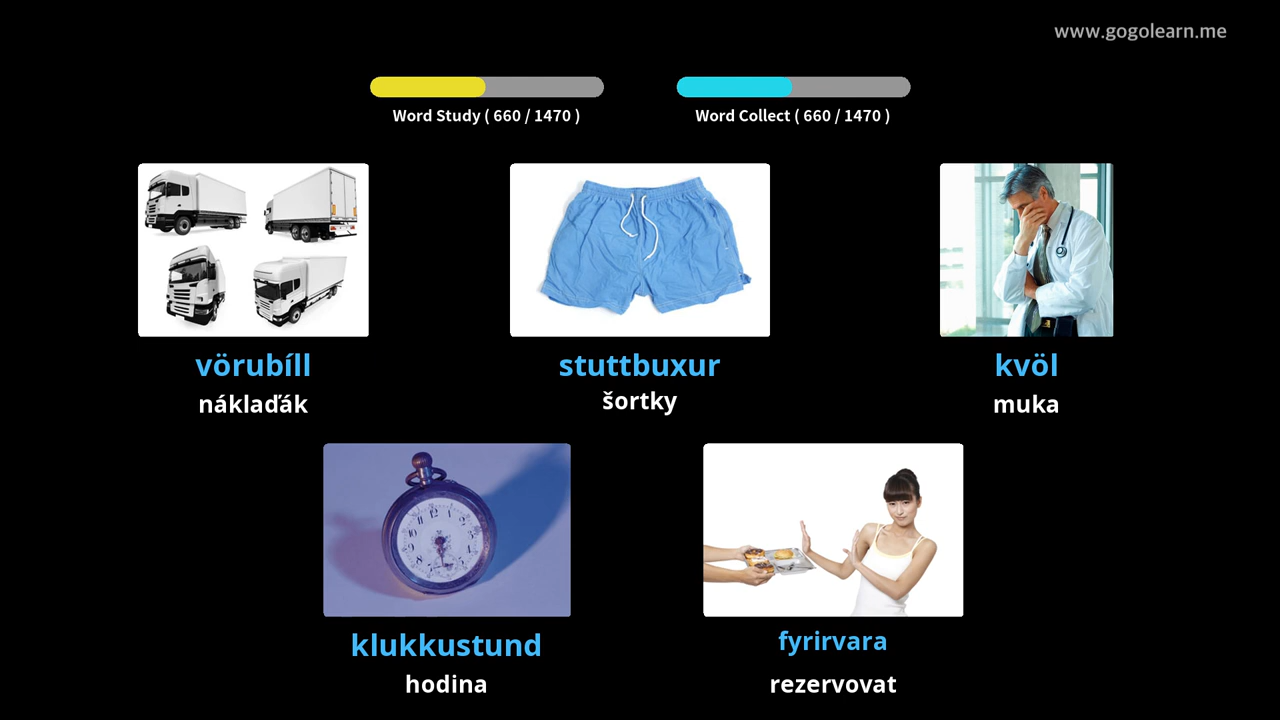 www.gogolearn.me
Word Study ( 660 / 1470 )
Word Collect ( 660 / 1470 )
vörubíll
stuttbuxur
kvöl
náklaďák
šortky
muka
klukkustund
fyrirvara
hodina
rezervovat